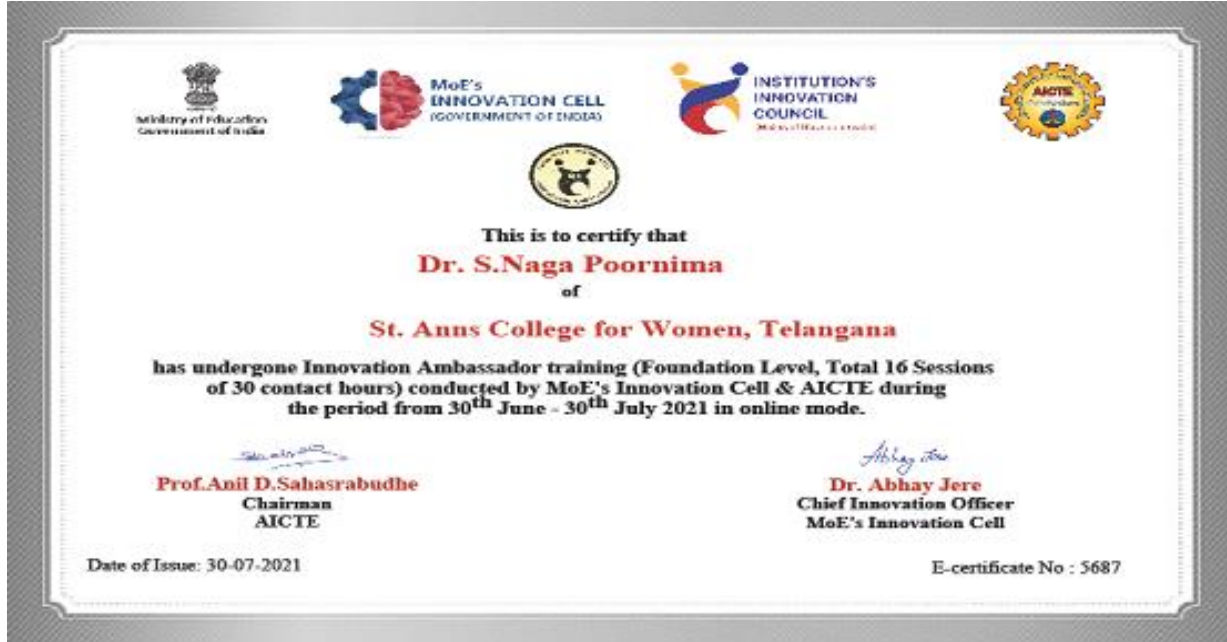 Ministry of Education
Government of India
MoE's
INNOVATION CELL
(GOVERNMENT OF INDIA)
INSTITUTION'S
INNOVATION
COUNCIL
AICTE
This is to certify that
Dr. S.Naga Poornima
of
St. Anns College for Women, Telangana
has undergone Innovation Ambassador training (Foundation Level, Total 16 Sessions
of 30 contact hours) conducted by MoE's Innovation Cell & AICTE during
the period from 30th June - 30th July 2021 in online mode.
Abhay Jere
Prof.Anil D.Sahasrabudhe
Dr. Abhay Jere
Chairman
Chief Innovation Officer
AICTE
MoE's Innovation Cell
Date of Issue: 30-07-2021
E-certificate No : 5687